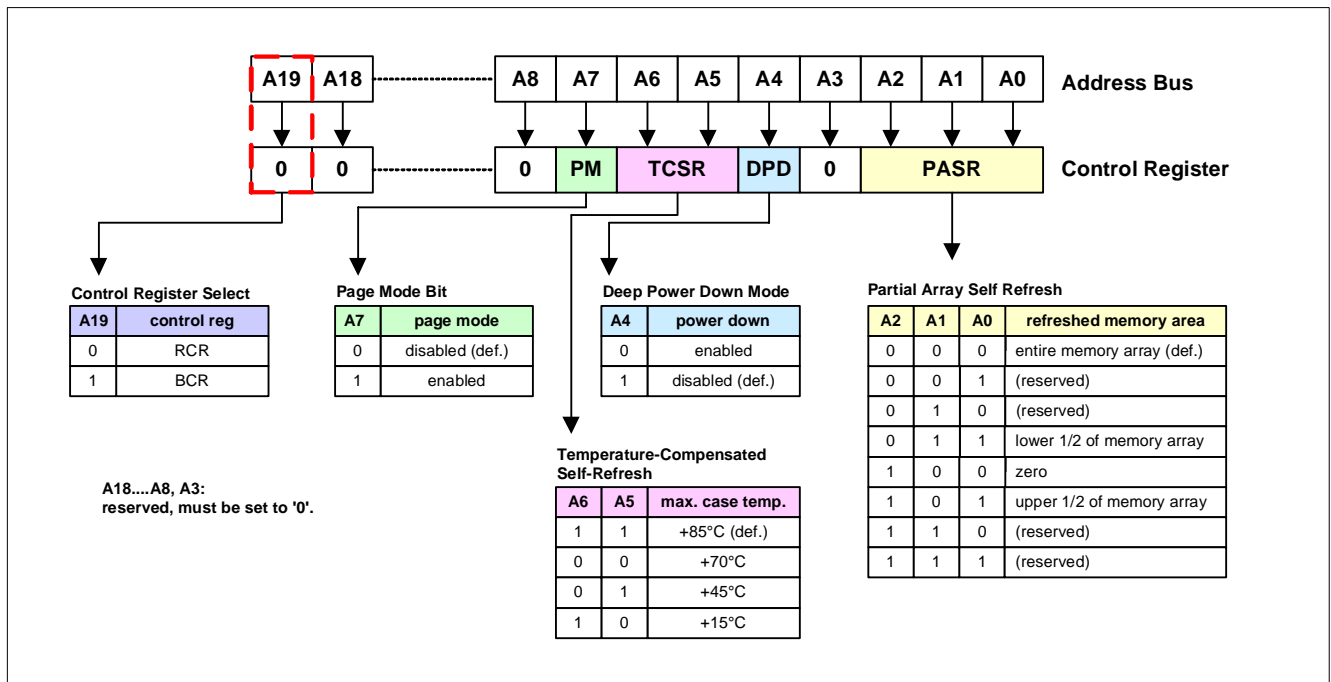 A19 A18 A8 A7 A6 A5 A4 A3 A2 A1 A0 Address Bus
0 0 0 PM TCSR DPD 0 PASR Control Register
Control Register Select
A19 control reg
0 RCR
1 BCR
Page Mode Bit
A7 page mode
0 disabled (def.)
1 enabled
Deep Power Down Mode
A4 power down
0 enabled
1 disabled (def.)
Partial Array Self Refresh
A2 A1 A0 refreshed memory area
0 0 0 entire memory array (def.)
0 0 1 (reserved)
0 1 0 (reserved)
0 1 1 lower 1/2 of memory array
1 0 0 zero
1 0 1 upper 1/2 of memory array
1 1 0 (reserved)
1 1 1 (reserved)
Temperature-Compensated
Self-Refresh
A6 A5 max. case temp.
1 1 +85°C (def.)
0 0 +70°C
0 1 +45°C
1 0 +15°C
A18....A8, A3:
reserved, must be set to '0'.